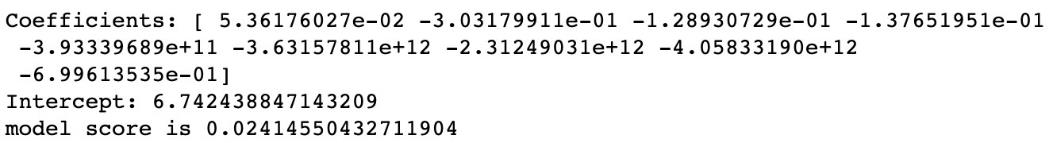 Coefficients: [ 5.36176027e-02 -3.03179911e-01 -1.28930729e-01 -1.37651951e-01
-3.93339689e+11 -3.63157811e+12 -2.31249031e+12 -4.05833190e+12
-6.99613535e-01]
Intercept: 6.742438847143209
model score is 0.02414550432711904